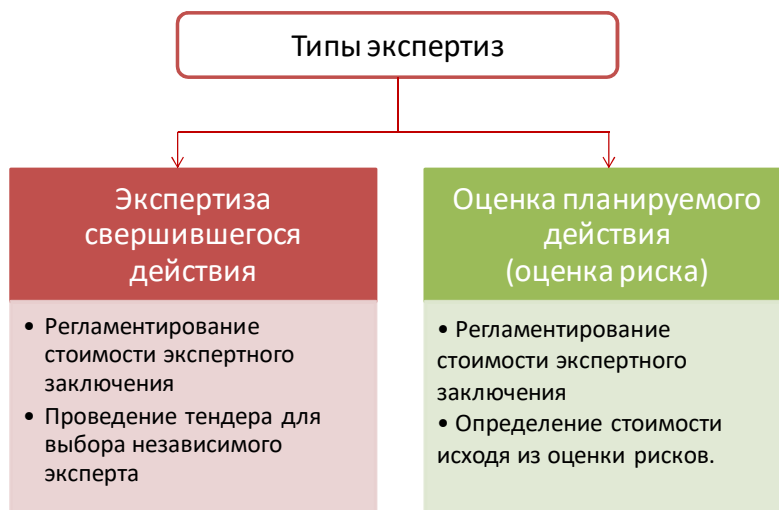 Типы экспертиз
Экспертиза
свершившегося
действия
• Регламентирование
стоимости экспертного
заключения
• Проведение тендера для
выбора независимого
эксперта
Оценка планируемого
действия
(оценка риска)
• Регламентирование
стоимости экспертного
заключения
• Определение стоимости
исходя из оценки рисков.